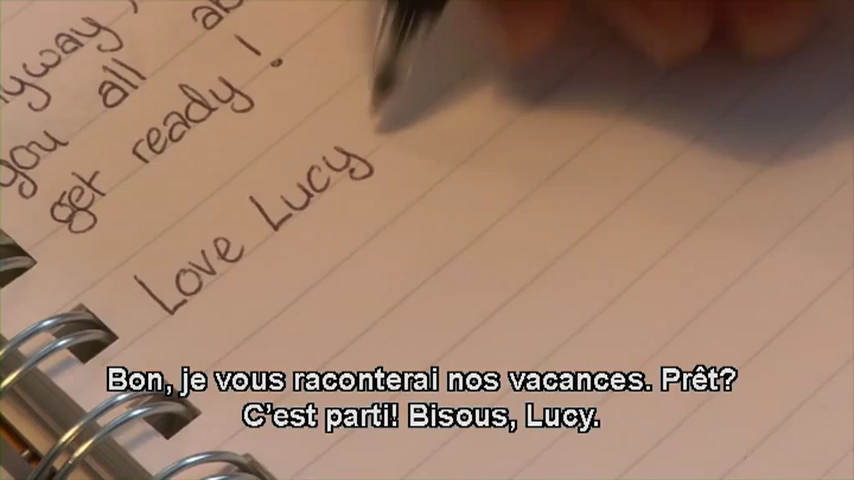 you all
get ready!
Love Lucy
Bon, je vous raconterai nos vacances. Prêt?
C'est parti! Bisous, Lucy.